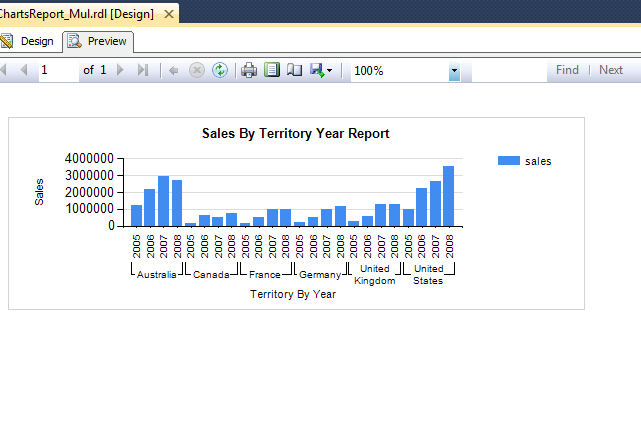 ChartsReport_Mul.rdl [Design]
Design Preview
1 of 1 100% Find Next
Sales By Territory Year Report
sales
4000000
3000000
2000000
1000000
0
Sales
2005 2006 2007 2008 2005 2006 2007 2008 2005 2006 2007 2008 2005 2006 2007 2008 2005 2006 2007 2008 2005 2006 2007 2008
Australia Canada France Germany United Kingdom United States
Territory By Year